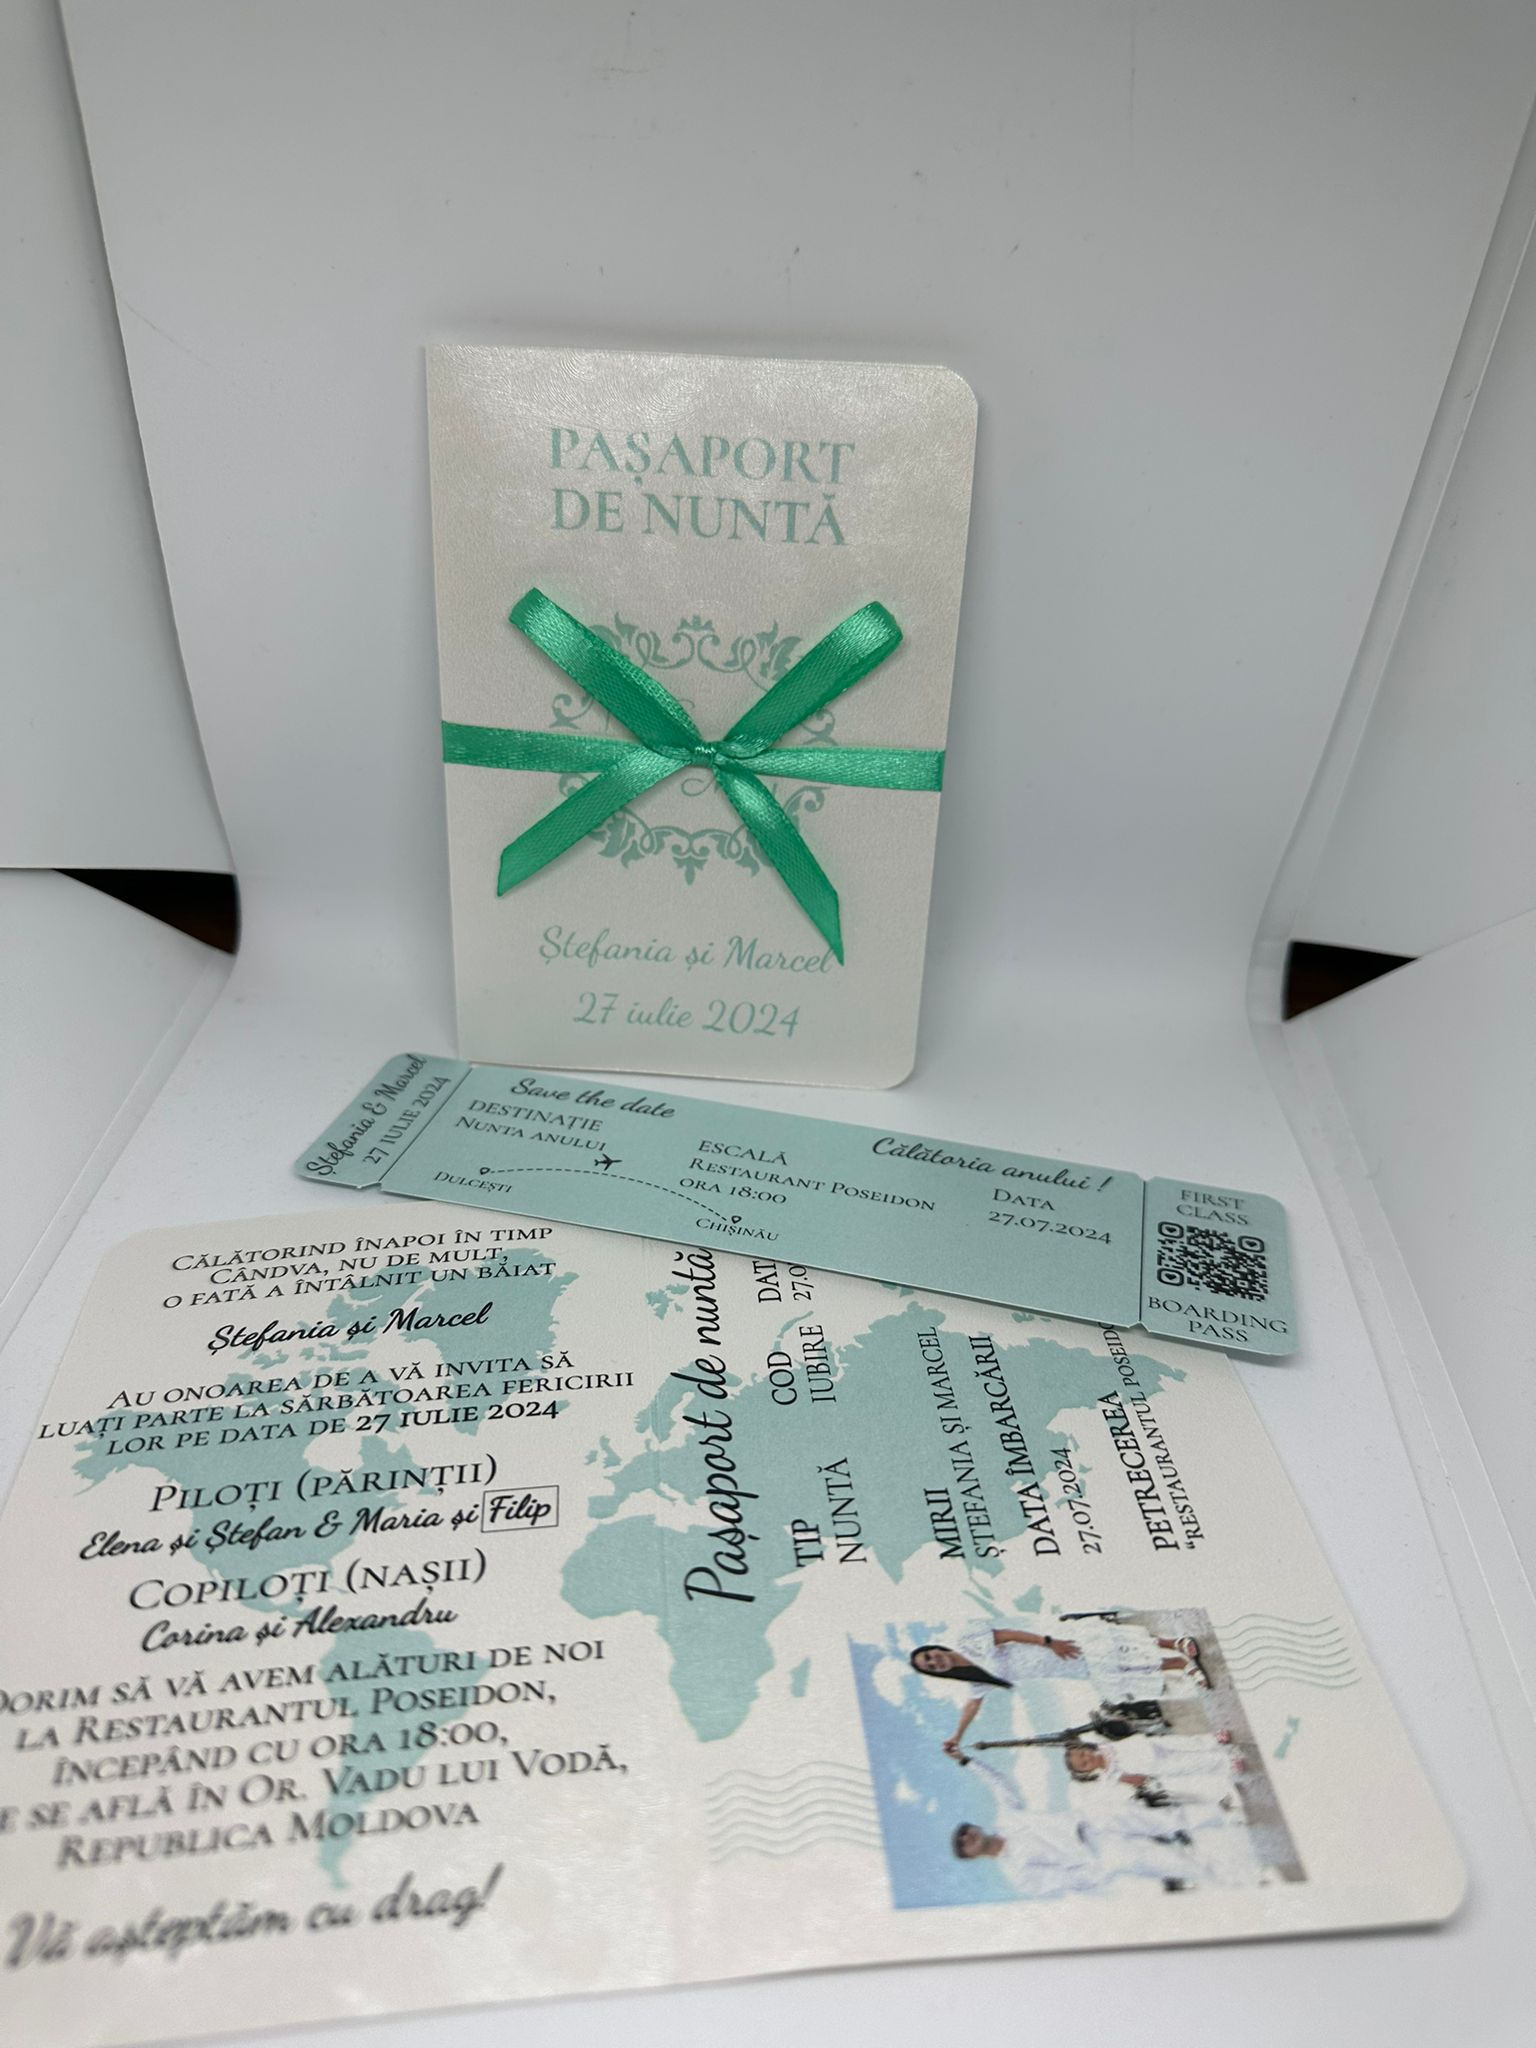 PAȘAPORT
DE NUNTĂ
Ștefania și Marcel
27 iulie 2024
Ștefania & Marcel
27 IULIE 2024
Save the date
DESTINAȚIE
NUNTA ANULUI
DULCEȘTI
CHIȘINĂU
ESCALĂ
RESTAURANT POSEIDON
ORA 18:00
Călătoria anului !
DATA
27.07.2024
FIRST
CLASS
BOARDING
PASS
CĂLĂTORIND ÎNAPOI ÎN TIMP
CÂNDVA, NU DE MULT,
O FATĂ A ÎNTÂLNIT UN BĂIAT
Ștefania și Marcel
AU ONOAREA DE A VĂ INVITA SĂ
LUAȚI PARTE LA SĂRBĂTOAREA FERICIRII
LOR PE DATA DE 27 IULIE 2024
PILOȚI (PĂRINȚII)
Elena și Ștefan & Maria și Filip
COPILOȚI (NAȘII)
Corina și Alexandru
DORIM SĂ VĂ AVEM ALĂTURI DE NOI
LA RESTAURANTUL POSEIDON,
ÎNCEPÂND CU ORA 18:00,
SE AFLĂ ÎN OR. VADU LUI VODĂ,
REPUBLICA MOLDOVA
Vă așteptăm cu drag!
Pașaport de nuntă
TIP COD
NUNTĂ IUBIRE 27.0
MIRII
ȘTEFANIA ȘI MARCEL
DATA ÎMBARCĂRII
27.07.2024
PETRECEREA
"RESTAURANTUL